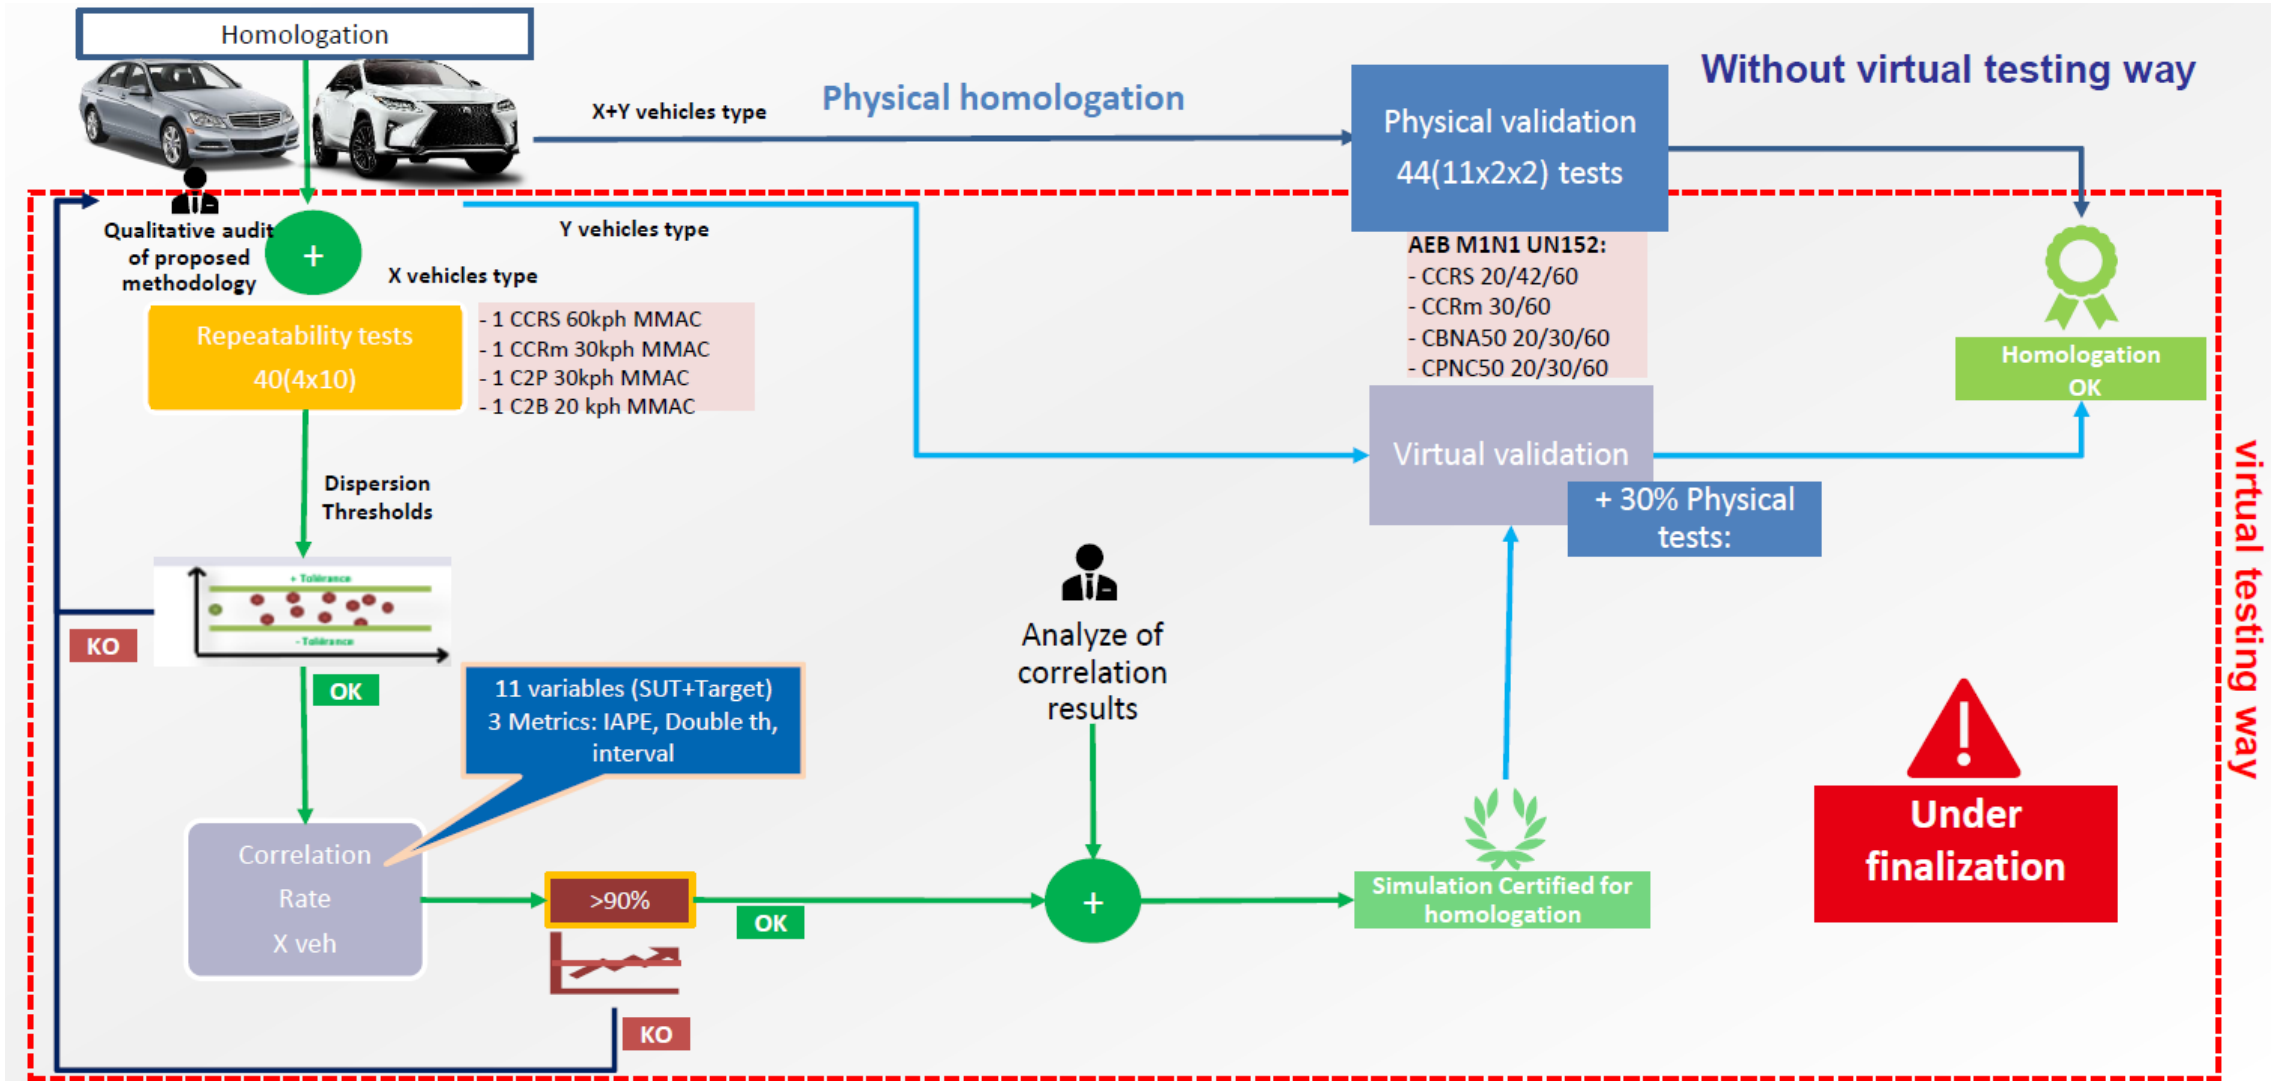 Homologation
Without virtual testing way
Physical homologation
X+Y vehicles type
Physical validation
44(11x2x2) tests
Qualitative audit
of proposed
methodology
+
Y vehicles type
X vehicles type
AEB M1N1 UN152:
- CCRS 20/42/60
- CCRm 30/60
- CBNA50 20/30/60
- CPNC50 20/30/60
Repeatability tests
40(4x10)
- 1 CCRS 60kph MMAC
- 1 CCRm 30kph MMAC
- 1 C2P 30kph MMAC
- 1 C2B 20 kph MMAC
Homologation
OK
Virtual validation
+ 30% Physical
tests:
virtual testing way
Dispersion
Thresholds
+ Tolérance
- Tolérance
KO
OK
11 variables (SUT+Target)
3 Metrics: IAPE, Double th,
interval
Analyze of
correlation
results
Correlation
Rate
X veh
>90%
OK
+
Simulation Certified for
homologation
Under
finalization
KO